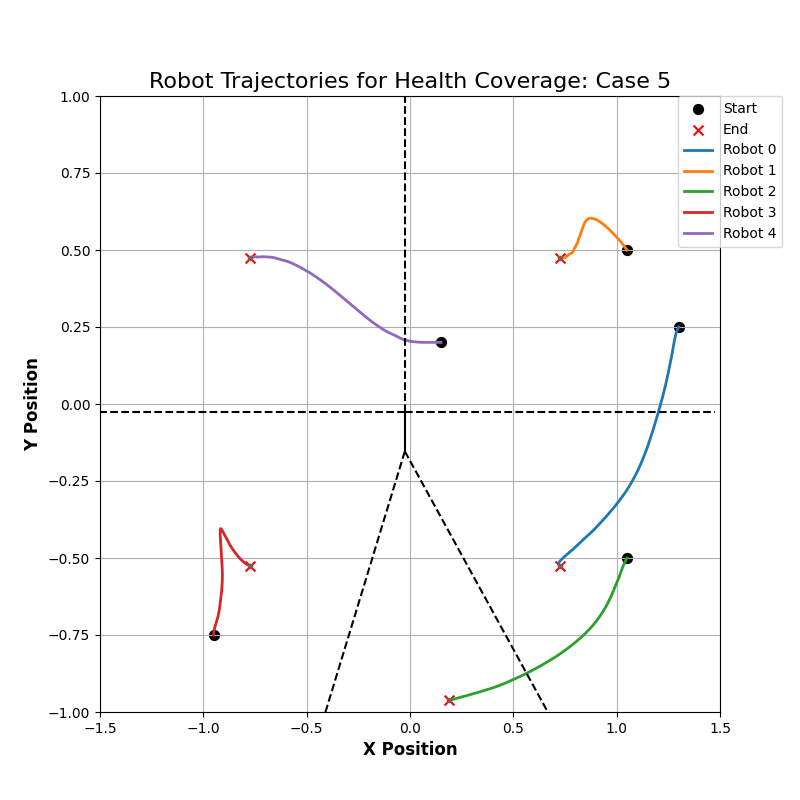 Robot Trajectories for Health Coverage: Case 5
Start
End
Robot 0
Robot 1
Robot 2
Robot 3
Robot 4
1.00
0.75
0.50
0.25
0.00
−0.25
−0.50
−0.75
−1.00
Y Position
−1.5
−1.0
−0.5
0.0
0.5
1.0
1.5
X Position